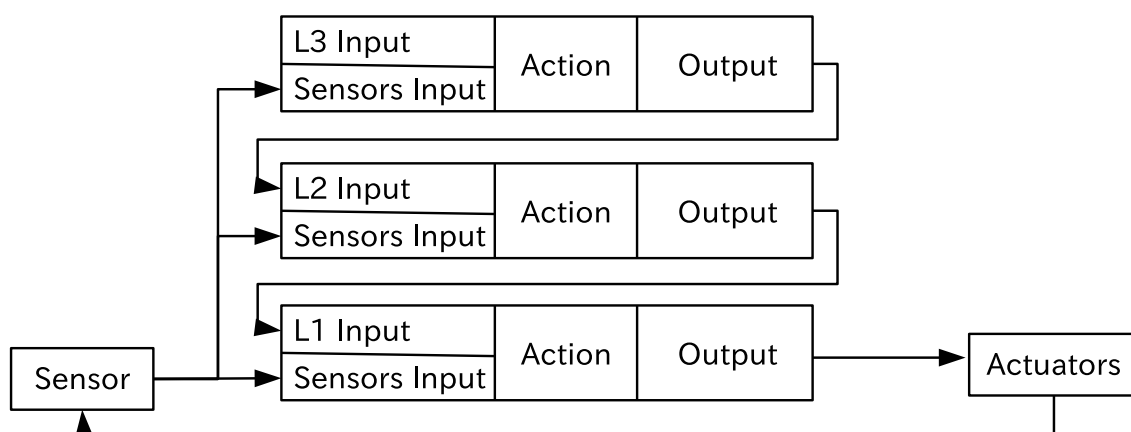 L3 Input
Sensors Input
Action
Output
L2 Input
Sensors Input
Action
Output
L1 Input
Sensors Input
Action
Output
Sensor
Actuators